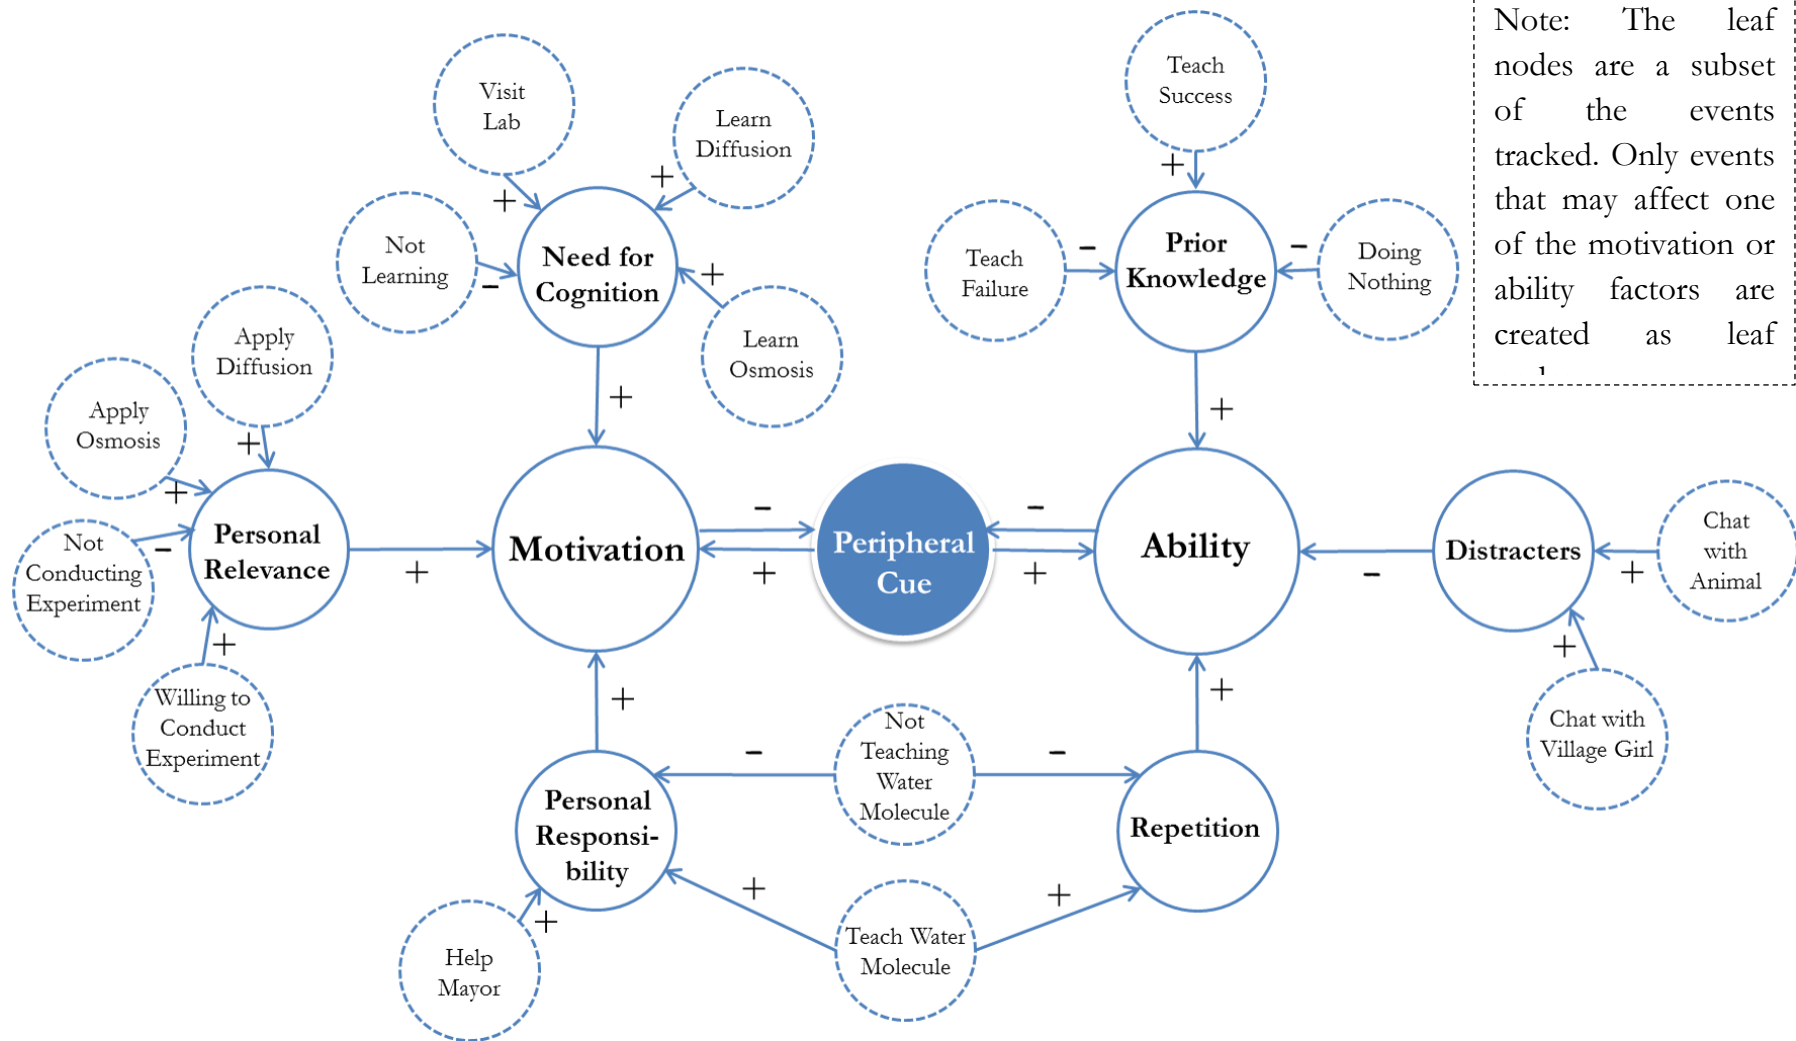 Note: The leaf
nodes are a subset
of the events
tracked. Only events
that may affect one
of the motivation or
ability factors are
created as leaf
Teach
Success
Visit
Lab
Learn
Diffusion
+
+
+
Not
Learning
–
Need for
Cognition
+
Learn
Osmosis
Teach
Failure
–
Prior
Knowledge
–
Doing
Nothing
Apply
Diffusion
+
Apply
Osmosis
+
+
+
Not
Conducting
Experiment
–
Personal
Relevance
+
Willing to
Conduct
Experiment
+
Motivation
–
+
Peripheral
Cue
–
+
Ability
–
Distracters
+
Chat
with
Animal
+
Chat with
Village Girl
+
+
Not
Teaching
Water
Molecule
–
–
Personal
Responsi-
bility
Repetition
+
+
Teach Water
Molecule
+
Help
Mayor